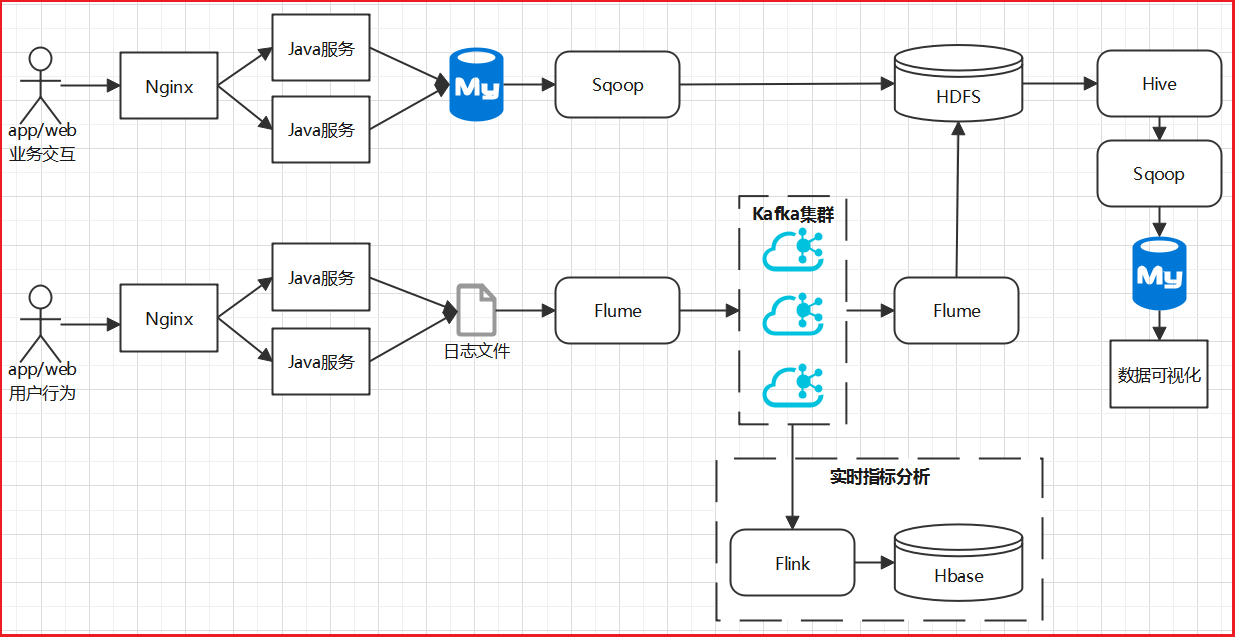 app/web
业务交互
Nginx
Java服务
Java服务
My
Sqoop
HDFS
Hive
Sqoop
My
数据可视化
app/web
用户行为
Nginx
Java服务
Java服务
日志文件
Flume
Kafka集群
Flume
实时指标分析
Flink
Hbase